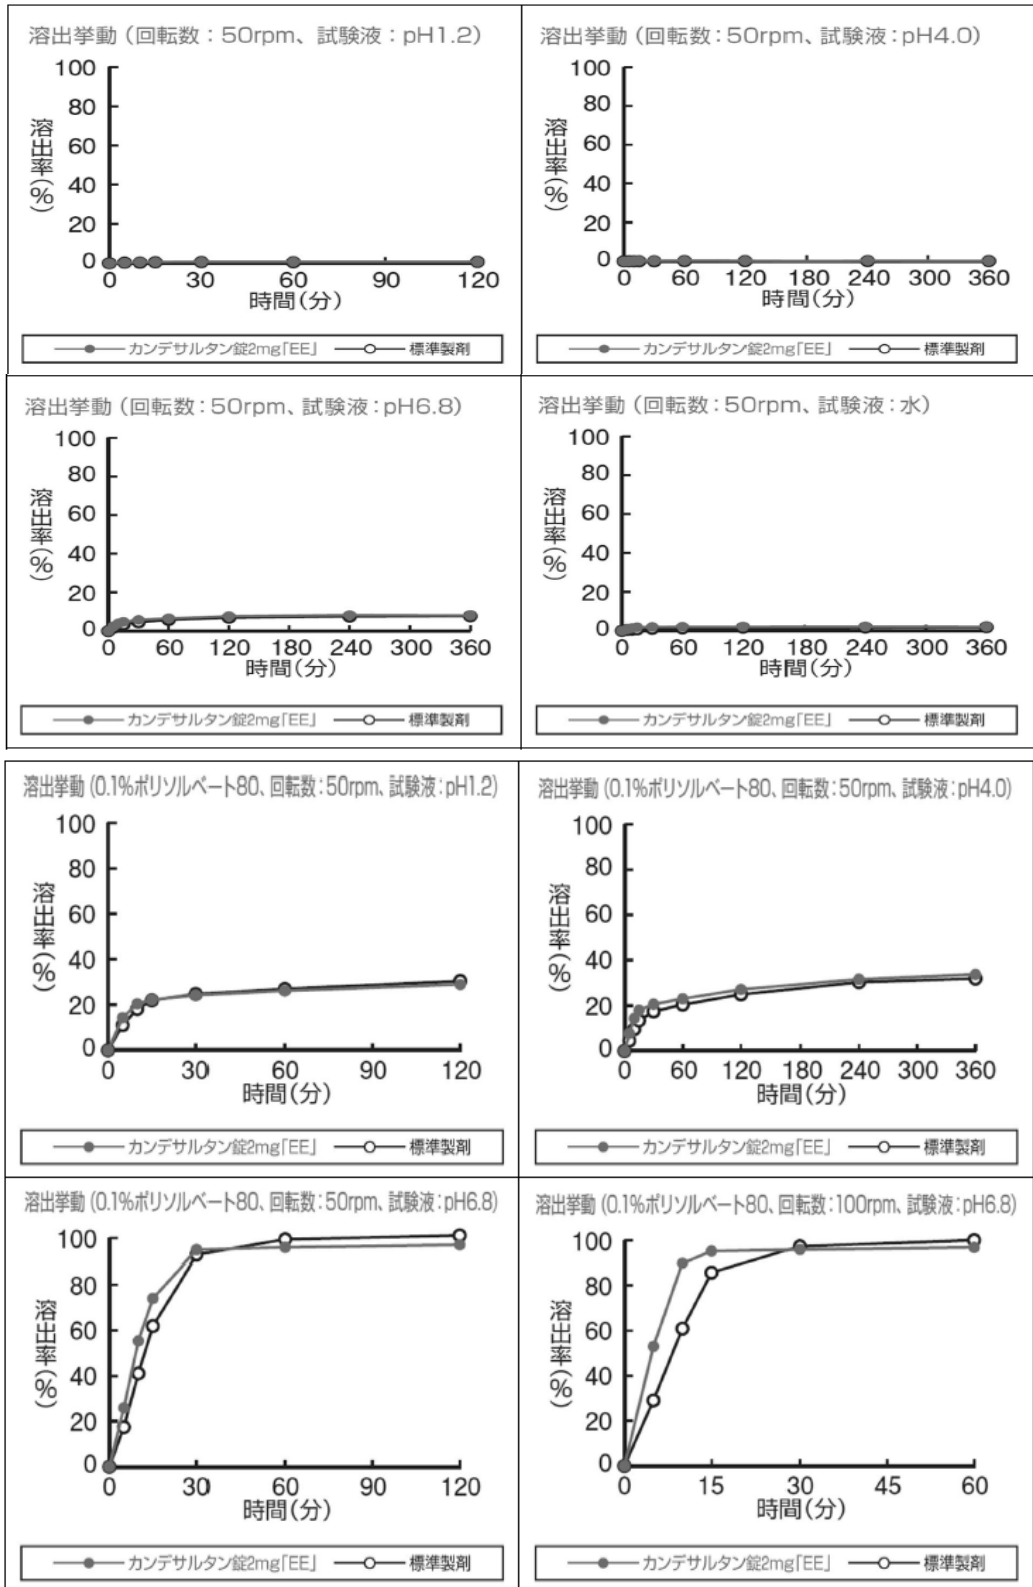 溶出挙動（回転数：50rpm、試験液：pH1.2）
溶出率(%)
100
80
60
40
20
0
0 30 60 90 120
時間(分)
カンデサルタン錠2mg「EE」 標準製剤
溶出挙動（回転数：50rpm、試験液：pH4.0）
溶出率(%)
100
80
60
40
20
0
0 60 120 180 240 300 360
時間(分)
カンデサルタン錠2mg「EE」 標準製剤
溶出挙動（回転数：50rpm、試験液：pH6.8）
溶出率(%)
100
80
60
40
20
0
0 60 120 180 240 300 360
時間(分)
カンデサルタン錠2mg「EE」 標準製剤
溶出挙動（回転数：50rpm、試験液：水）
溶出率(%)
100
80
60
40
20
0
0 60 120 180 240 300 360
時間(分)
カンデサルタン錠2mg「EE」 標準製剤
溶出挙動（0.1%ポリソルベート80、回転数：50rpm、試験液：pH1.2）
溶出率(%)
100
80
60
40
20
0
0 30 60 90 120
時間(分)
カンデサルタン錠2mg「EE」 標準製剤
溶出挙動（0.1%ポリソルベート80、回転数：50rpm、試験液：pH4.0）
溶出率(%)
100
80
60
40
20
0
0 60 120 180 240 300 360
時間(分)
カンデサルタン錠2mg「EE」 標準製剤
溶出挙動（0.1%ポリソルベート80、回転数：50rpm、試験液：pH6.8）
溶出率(%)
100
80
60
40
20
0
0 30 60 90 120
時間(分)
カンデサルタン錠2mg「EE」 標準製剤
溶出挙動（0.1%ポリソルベート80、回転数：100rpm、試験液：pH6.8）
溶出率(%)
100
80
60
40
20
0
0 15 30 45 60
時間(分)
カンデサルタン錠2mg「EE」 標準製剤